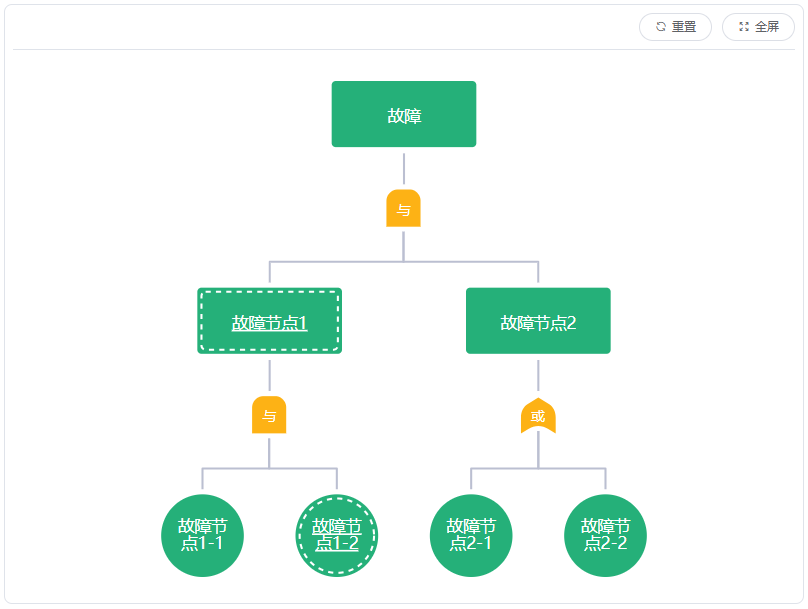 重置
全屏
故障
与
故障节点1
故障节点2
与
或
故障节
点1-1
故障节
点1-2
故障节
点2-1
故障节
点2-2